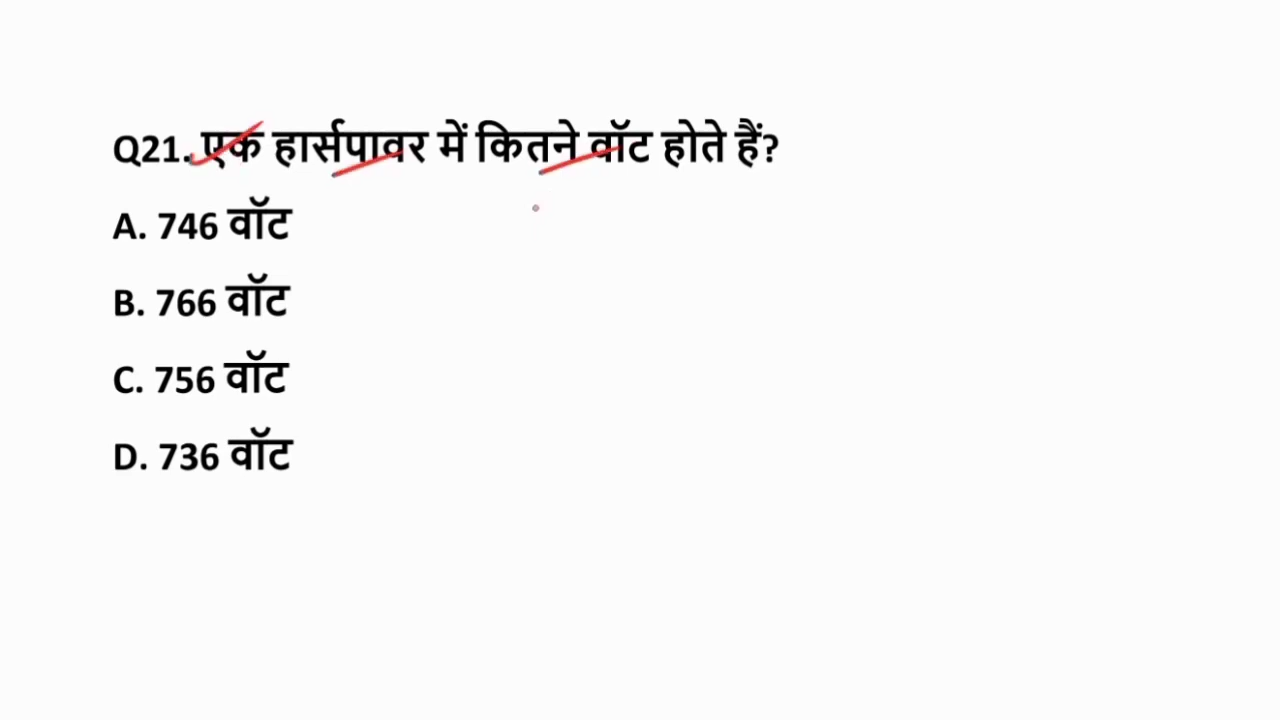 Q21. एक हार्सपावर में कितने वॉट होते हैं?
A. 746 वॉट
B. 766 वॉट
C. 756 वॉट
D. 736 वॉट